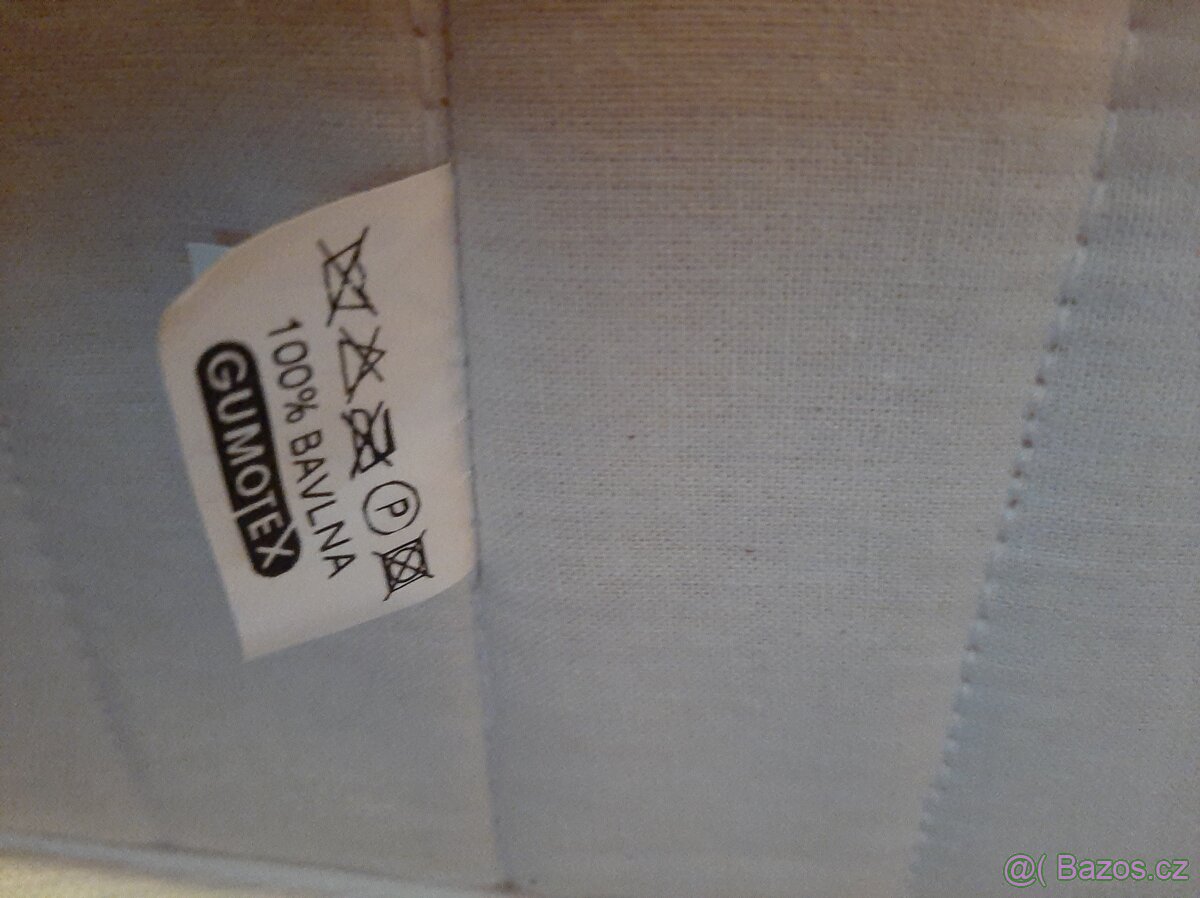 P
100% BAVLNA
GUMOTEX
@( Bazos.cz